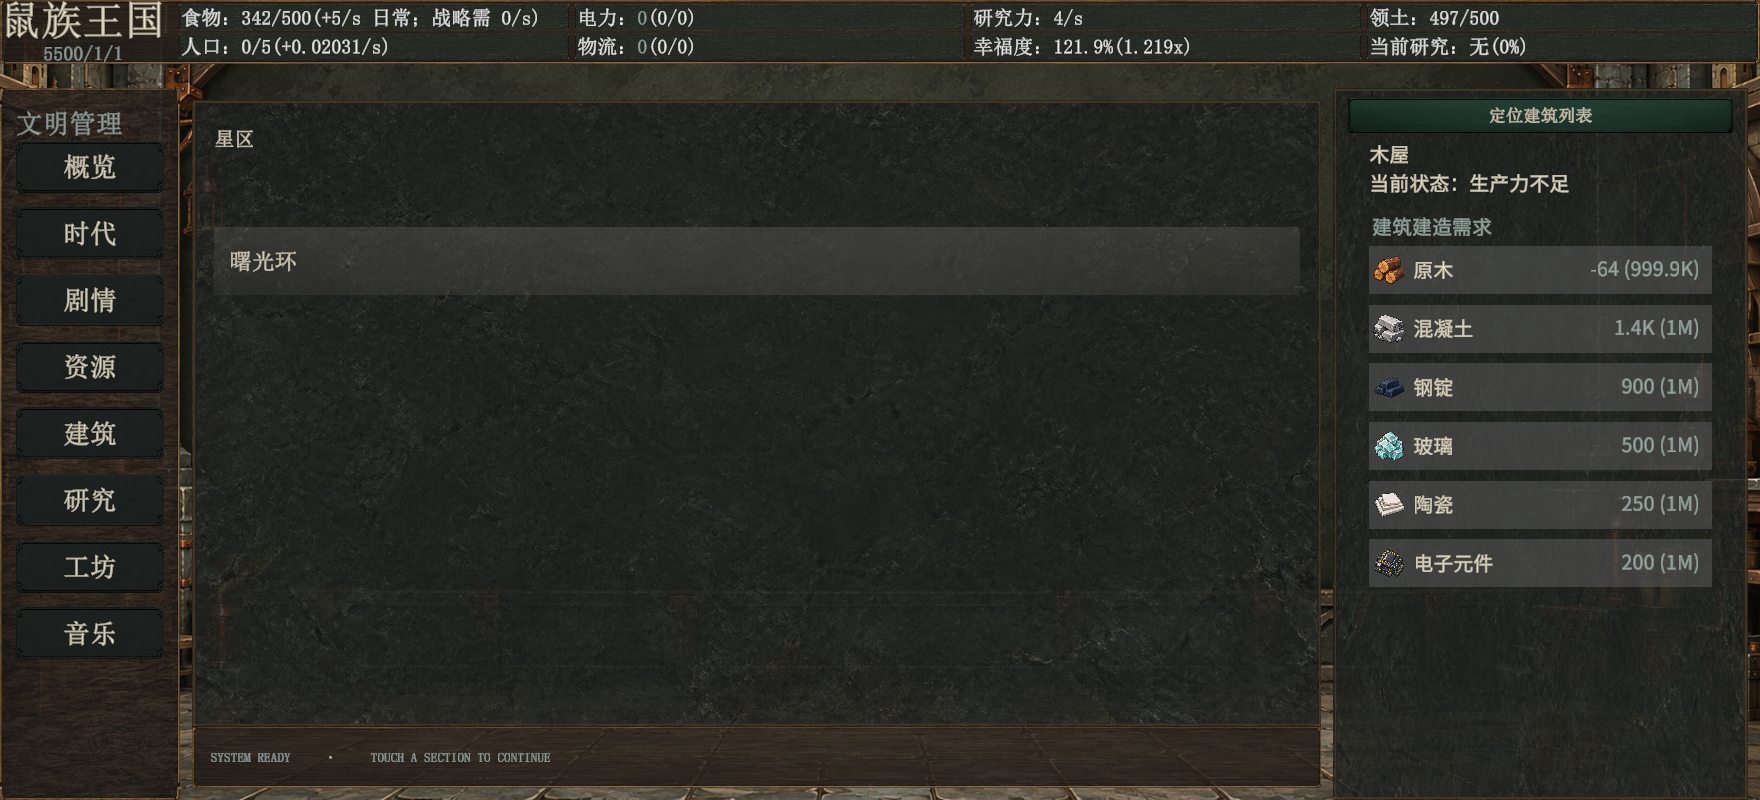 鼠族王国
5500/1/1
食物: 342/500(+5/s 日常; 战略需 0/s)
人口: 0/5(+0.02031/s)
电力: 0(0/0)
物流: 0(0/0)
研究力: 4/s
幸福度: 121.9%(1.219x)
领土: 497/500
当前研究: 无(0%)
文明管理
概览
时代
剧情
资源
建筑
研究
工坊
音乐
星区
曙光环
SYSTEM READY • TOUCH A SECTION TO CONTINUE
定位建筑列表
木屋
当前状态: 生产力不足
建筑建造需求
原木 -64 (999.9K)
混凝土 1.4K (1M)
钢锭 900 (1M)
玻璃 500 (1M)
陶瓷 250 (1M)
电子元件 200 (1M)